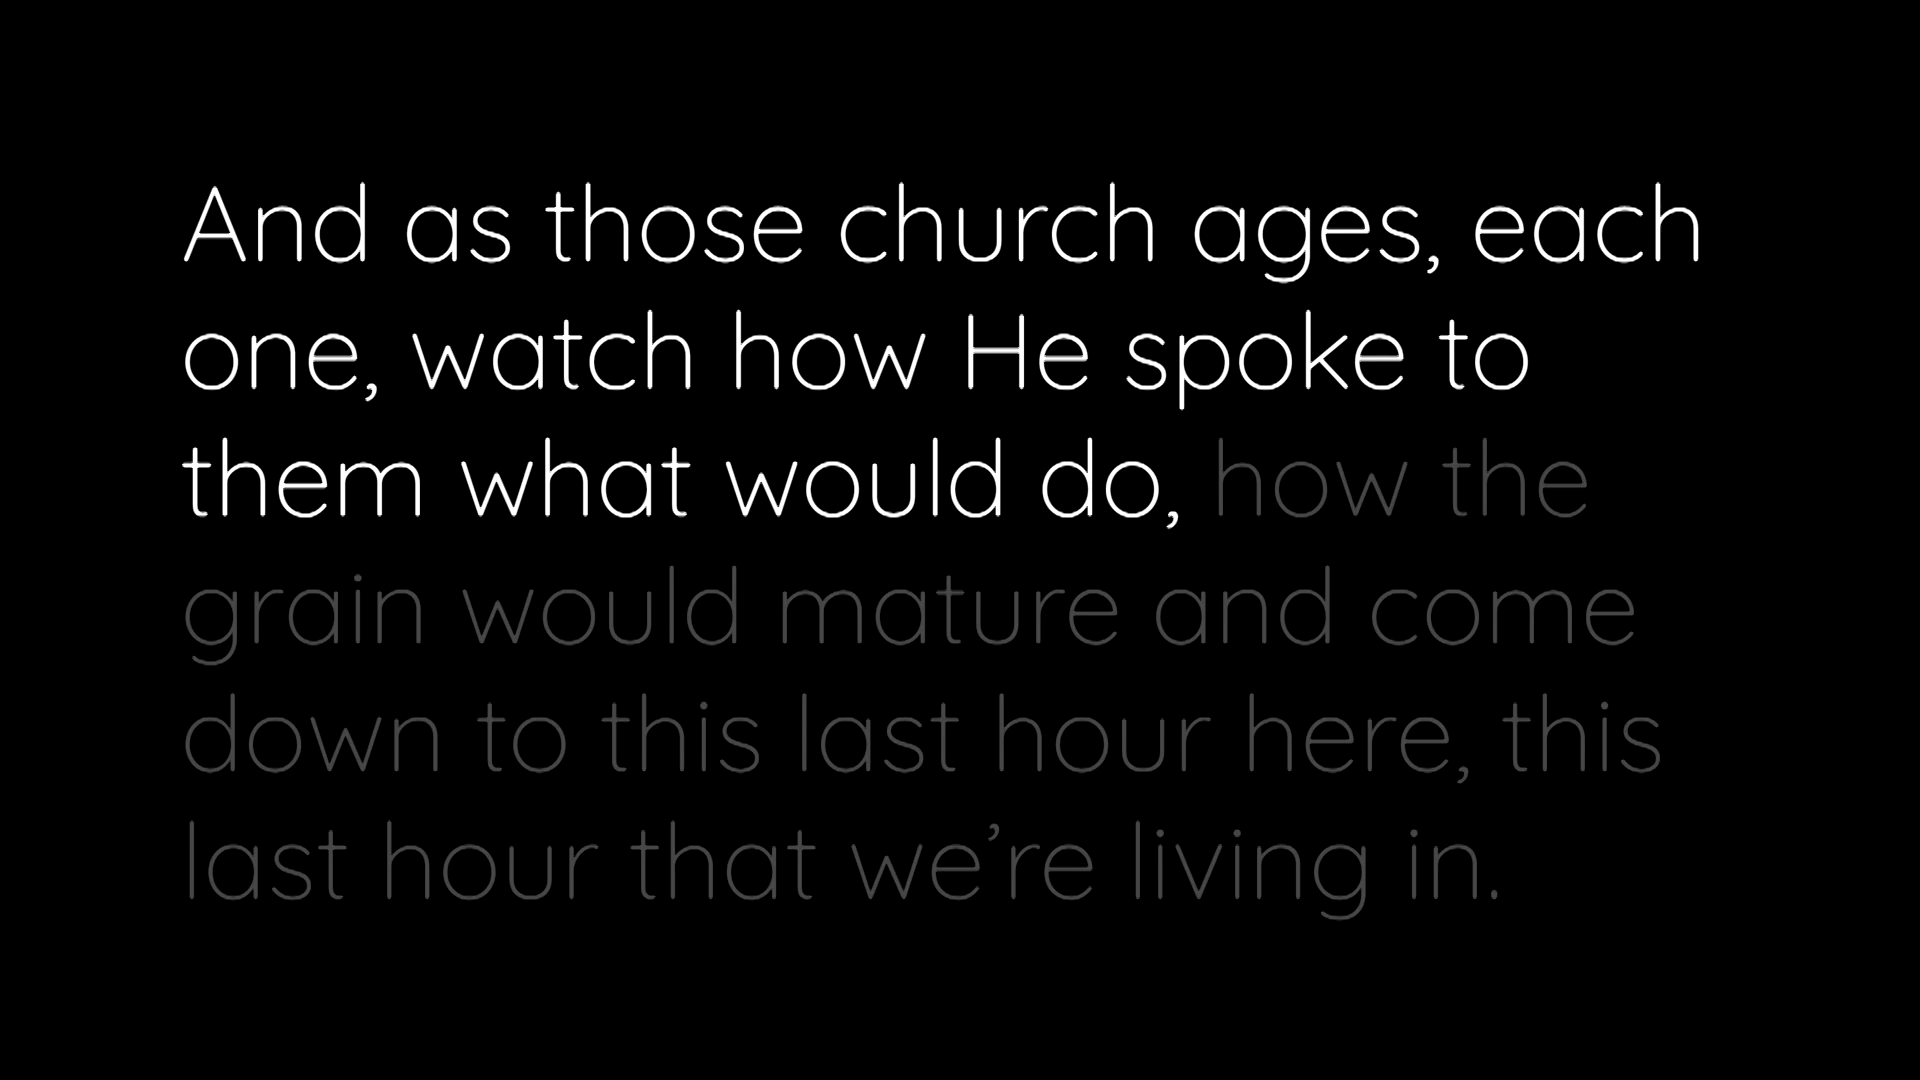 And as those church ages, each
one, watch how He spoke to
them what would do, how the
grain would mature and come
down to this last hour here, this
last hour that we’re living in.